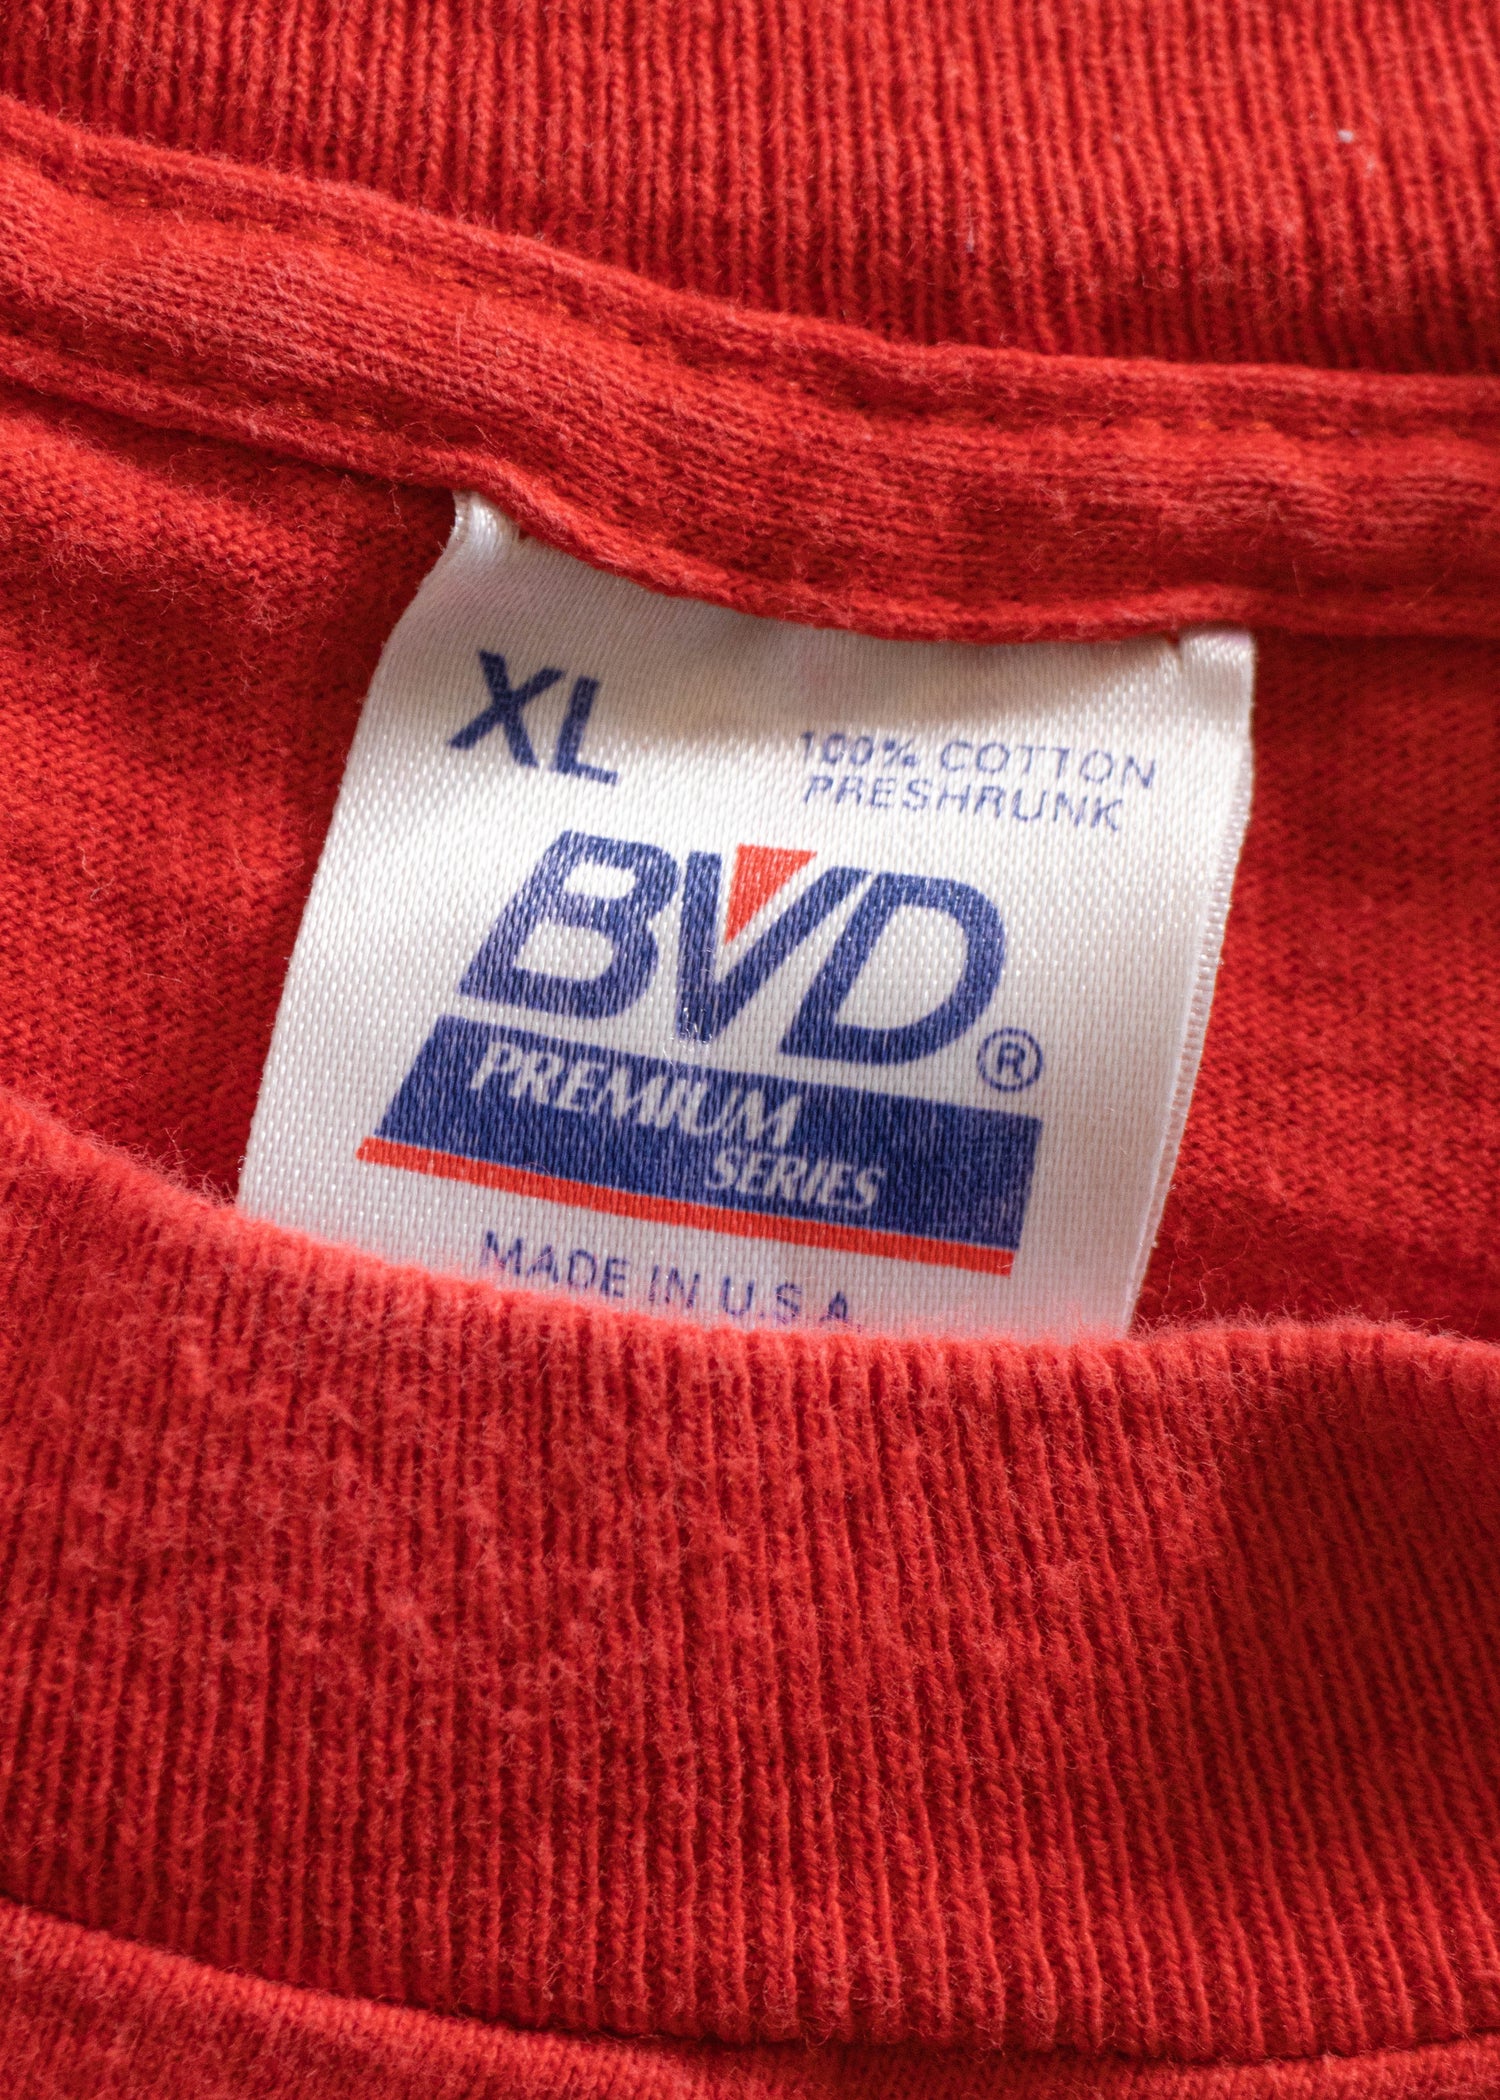 XL
100% COTTON
PRESHRUNK
BVD®
PREMIUM
SERIES
MADE IN U.S.A.